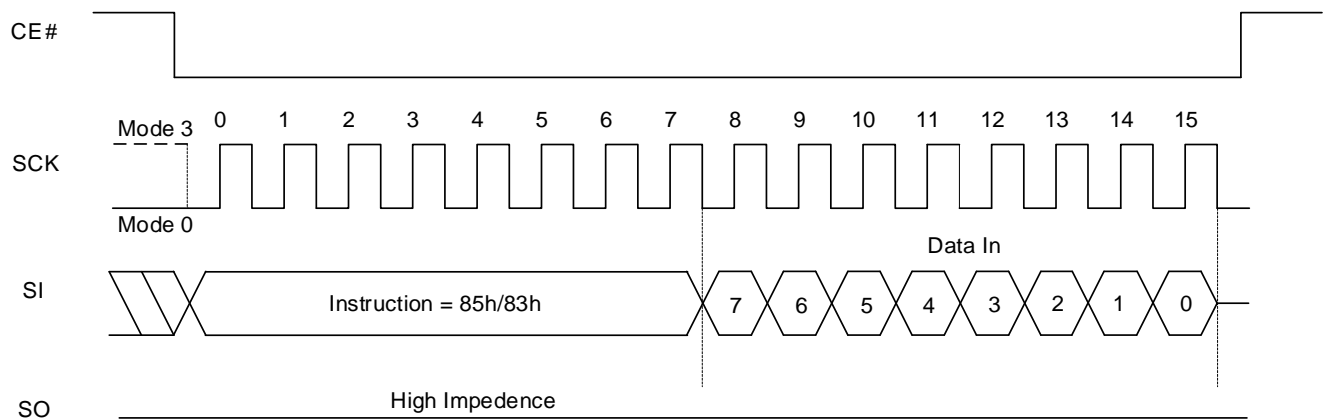 CE#
Mode 3
0 1 2 3 4 5 6 7 8 9 10 11 12 13 14 15
SCK
Mode 0
Data In
SI
Instruction = 85h/83h
7 6 5 4 3 2 1 0
High Impedence
SO